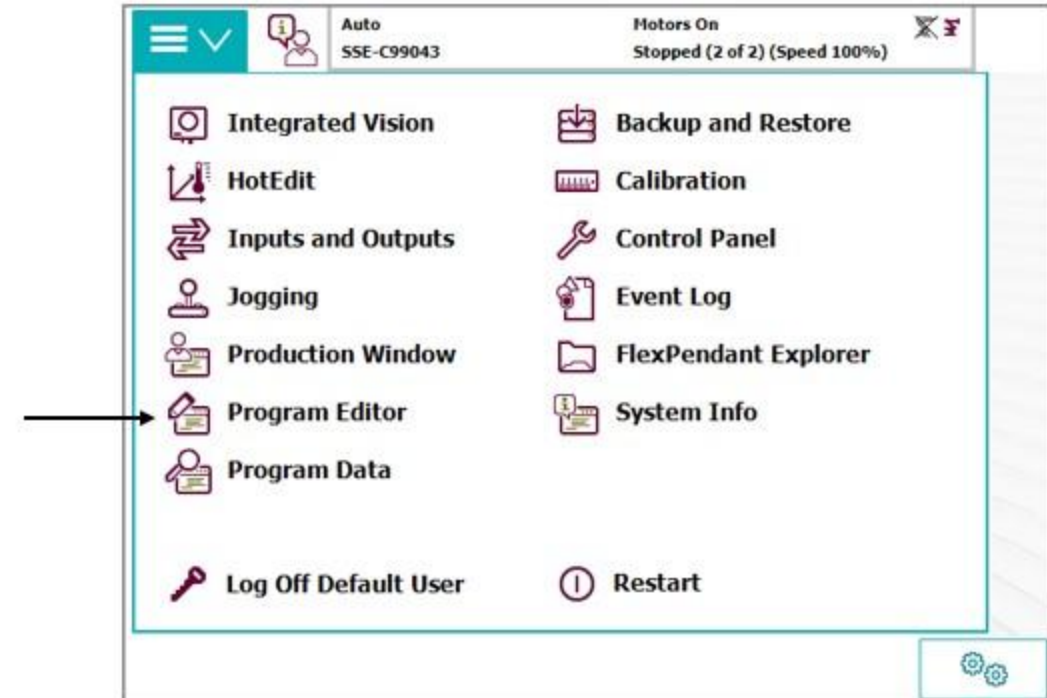 Auto
SSE-C99043
Motors On
Stopped (2 of 2) (Speed 100%)
Integrated Vision
HotEdit
Inputs and Outputs
Jogging
Production Window
Program Editor
Program Data
Backup and Restore
Calibration
Control Panel
Event Log
FlexPendant Explorer
System Info
Log Off Default User
Restart